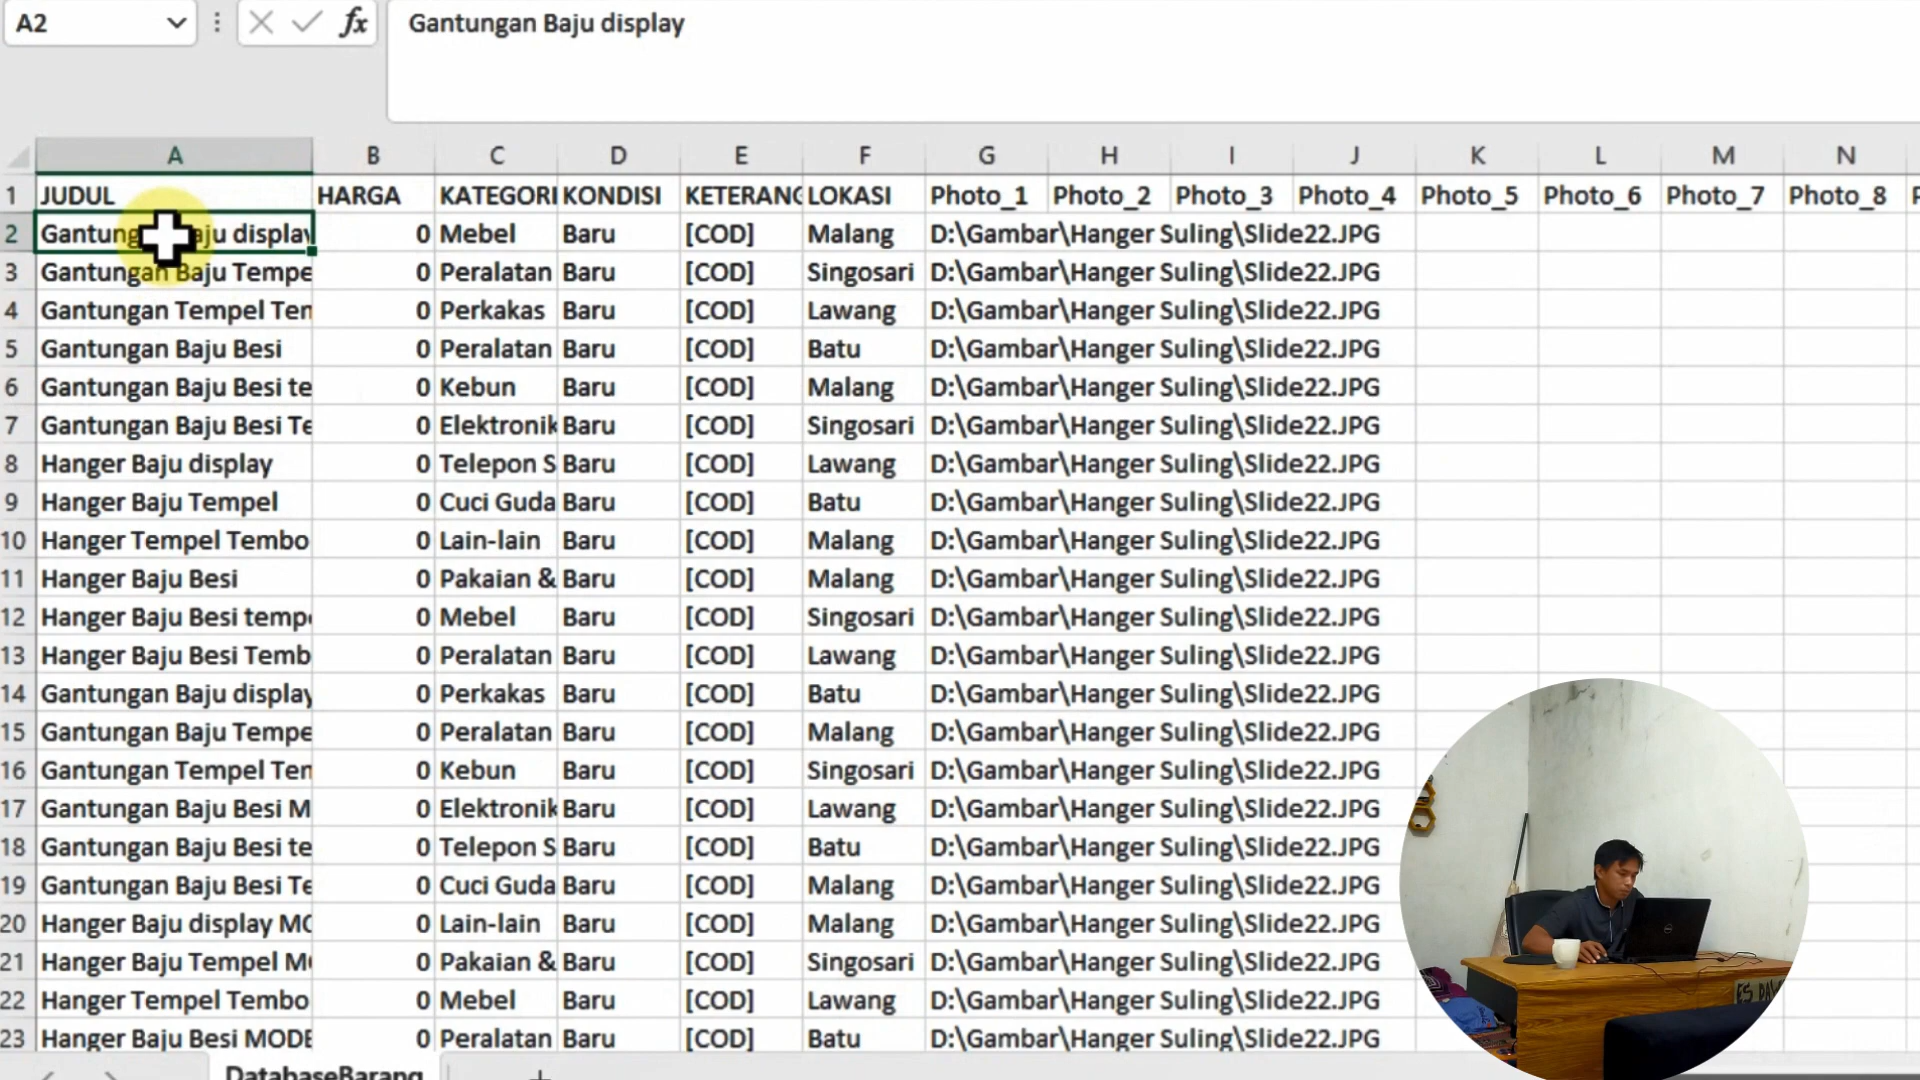 A2 fx Gantungan Baju display
A B C D E F G H I J K L M N
1 JUDUL HARGA KATEGORI KONDISI KETERANG LOKASI Photo_1 Photo_2 Photo_3 Photo_4 Photo_5 Photo_6 Photo_7 Photo_8
2 Gantung aju display 0 Mebel Baru [COD] Malang D:\Gambar\Hanger Suling\Slide22.JPG
3 Gantungan Baju Tempe 0 Peralatan Baru [COD] Singosari D:\Gambar\Hanger Suling\Slide22.JPG
4 Gantungan Tempel Ten 0 Perkakas Baru [COD] Lawang D:\Gambar\Hanger Suling\Slide22.JPG
5 Gantungan Baju Besi 0 Peralatan Baru [COD] Batu D:\Gambar\Hanger Suling\Slide22.JPG
6 Gantungan Baju Besi te 0 Kebun Baru [COD] Malang D:\Gambar\Hanger Suling\Slide22.JPG
7 Gantungan Baju Besi Te 0 Elektronik Baru [COD] Singosari D:\Gambar\Hanger Suling\Slide22.JPG
8 Hanger Baju display 0 Telepon S Baru [COD] Lawang D:\Gambar\Hanger Suling\Slide22.JPG
9 Hanger Baju Tempel 0 Cuci Guda Baru [COD] Batu D:\Gambar\Hanger Suling\Slide22.JPG
10 Hanger Tempel Tembo 0 Lain-lain Baru [COD] Malang D:\Gambar\Hanger Suling\Slide22.JPG
11 Hanger Baju Besi 0 Pakaian & Baru [COD] Malang D:\Gambar\Hanger Suling\Slide22.JPG
12 Hanger Baju Besi temp 0 Mebel Baru [COD] Singosari D:\Gambar\Hanger Suling\Slide22.JPG
13 Hanger Baju Besi Temb 0 Peralatan Baru [COD] Lawang D:\Gambar\Hanger Suling\Slide22.JPG
14 Gantungan Baju display 0 Perkakas Baru [COD] Batu D:\Gambar\Hanger Suling\Slide22.JPG
15 Gantungan Baju Tempe 0 Peralatan Baru [COD] Malang D:\Gambar\Hanger Suling\Slide22.JPG
16 Gantungan Tempel Ten 0 Kebun Baru [COD] Singosari D:\Gambar\Hanger Suling\Slide22.JPG
17 Gantungan Baju Besi M 0 Elektronik Baru [COD] Lawang D:\Gambar\Hanger Suling\Slide22.JPG
18 Gantungan Baju Besi te 0 Telepon S Baru [COD] Batu D:\Gambar\Hanger Suling\Slide22.JPG
19 Gantungan Baju Besi Te 0 Cuci Guda Baru [COD] Malang D:\Gambar\Hanger Suling\Slide22.JPG
20 Hanger Baju display MO 0 Lain-lain Baru [COD] Malang D:\Gambar\Hanger Suling\Slide22.JPG
21 Hanger Baju Tempel M 0 Pakaian & Baru [COD] Singosari D:\Gambar\Hanger Suling\Slide22.JPG
22 Hanger Tempel Tembo 0 Mebel Baru [COD] Lawang D:\Gambar\Hanger Suling\Slide22.JPG
23 Hanger Baju Besi MODE 0 Peralatan Baru [COD] Batu D:\Gambar\Hanger Suling\Slide22.JPG
DatabaseBarang